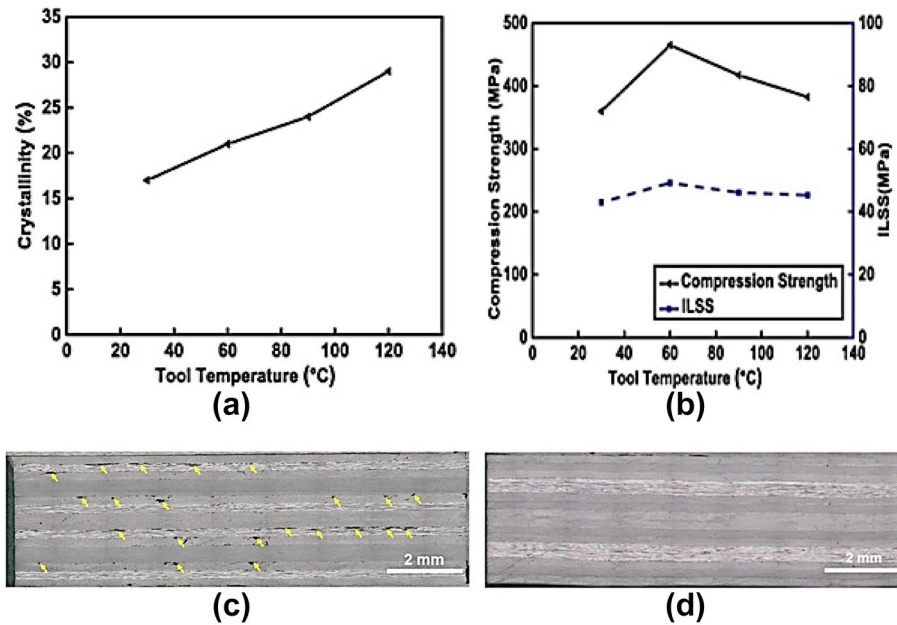 35
30
25
20
15
10
5
0
0 20 40 60 80 100 120 140
Crystallinity (%)
Tool Temperature (°C)
(a)
500
400
300
200
100
0
100
80
60
40
20
0
0 20 40 60 80 100 120 140
Compression Strength (MPa)
ILSS(MPa)
Compression Strength
ILSS
Tool Temperature (°C)
(b)
2 mm
(c)
2 mm
(d)